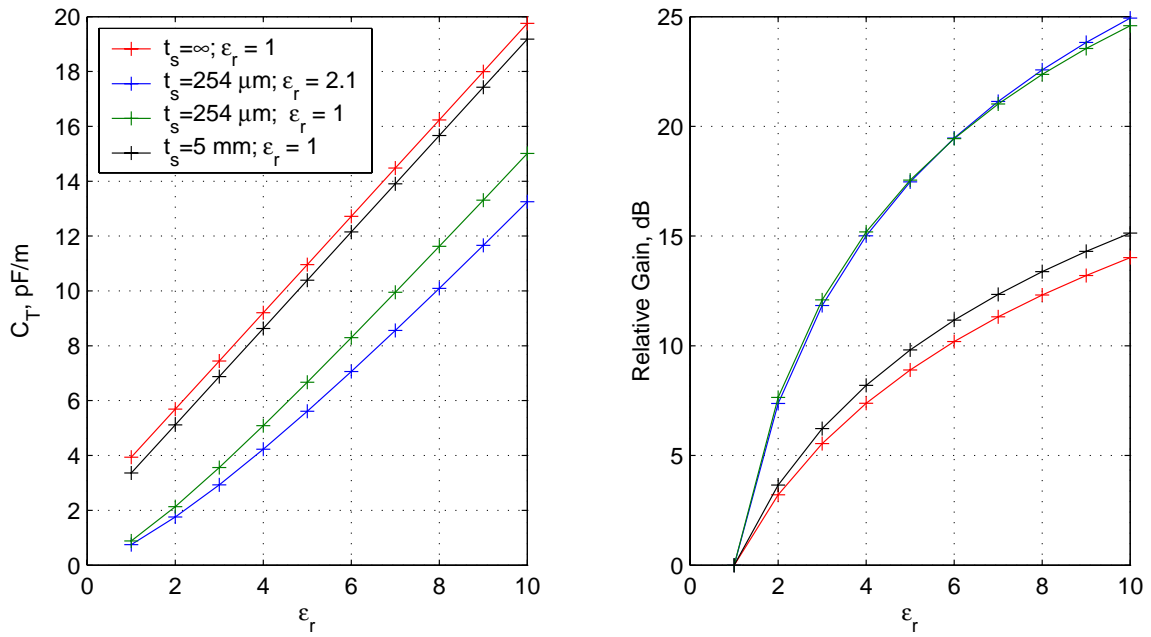 t_s=∞; ε_r = 1
t_s=254 μm; ε_r = 2.1
t_s=254 μm; ε_r = 1
t_s=5 mm; ε_r = 1
20
18
16
14
12
10
8
6
4
2
0
C_T, pF/m
0 2 4 6 8 10
ε_r
25
20
15
10
5
0
Relative Gain, dB
0 2 4 6 8 10
ε_r